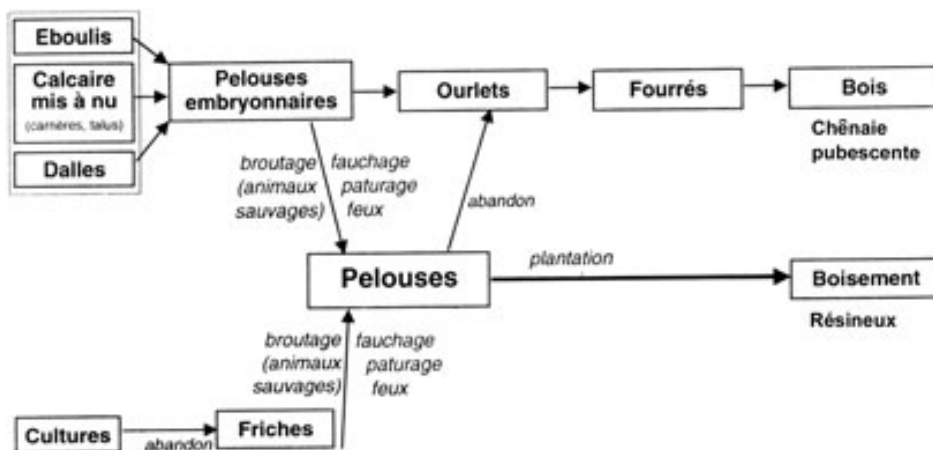 Eboulis
Calcaire
mis à nu
(carrières, talus)
Dalles
Pelouses
embryonnaires
Ourlets
Fourrés
Bois
Chênaie
pubescente
broutage
(animaux
sauvages)
fauchage
paturage
feux
abandon
Pelouses
plantation
Boisement
Résineux
broutage
(animaux
sauvages)
fauchage
paturage
feux
Cultures
abandon
Friches